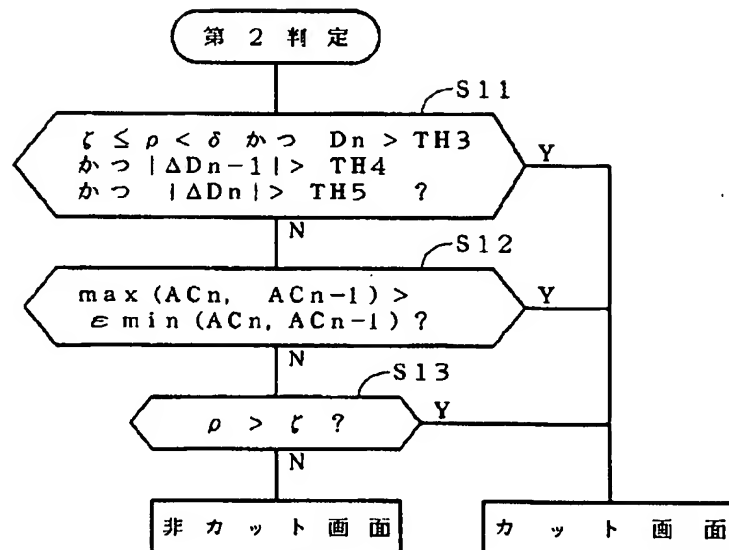 第2判定
S11
ζ ≤ ρ < δ かつ Dn > TH3
かつ |ΔDn-1| > TH4
かつ |ΔDn| > TH5 ?
Y
N
S12
max (ACn, ACn-1) >
ε min (ACn, ACn-1) ?
Y
N
S13
ρ > ζ ?
Y
N
非カット画面
カット画面